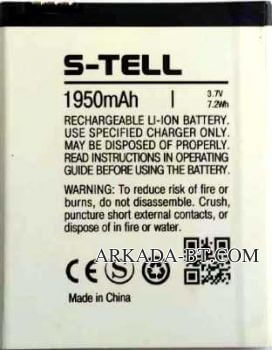 S-TELL
1950mAh | 3.7V
7.2Wh
RECHARGEABLE LI-ION BATTERY.
USE SPECIFIED CHARGER ONLY.
MAY BE DISPOSED OF PROPERLY.
READ INSTRUCTIONS IN OPERATING
GUIDE BEFORE USING THE BATTERY.
WARNING: To reduce risk of fire or
burns, do not disassemble. Crush,
puncture short external contacts, or
dispose of in fire or water.
ARKADA-BT.COM
CE
Made in China